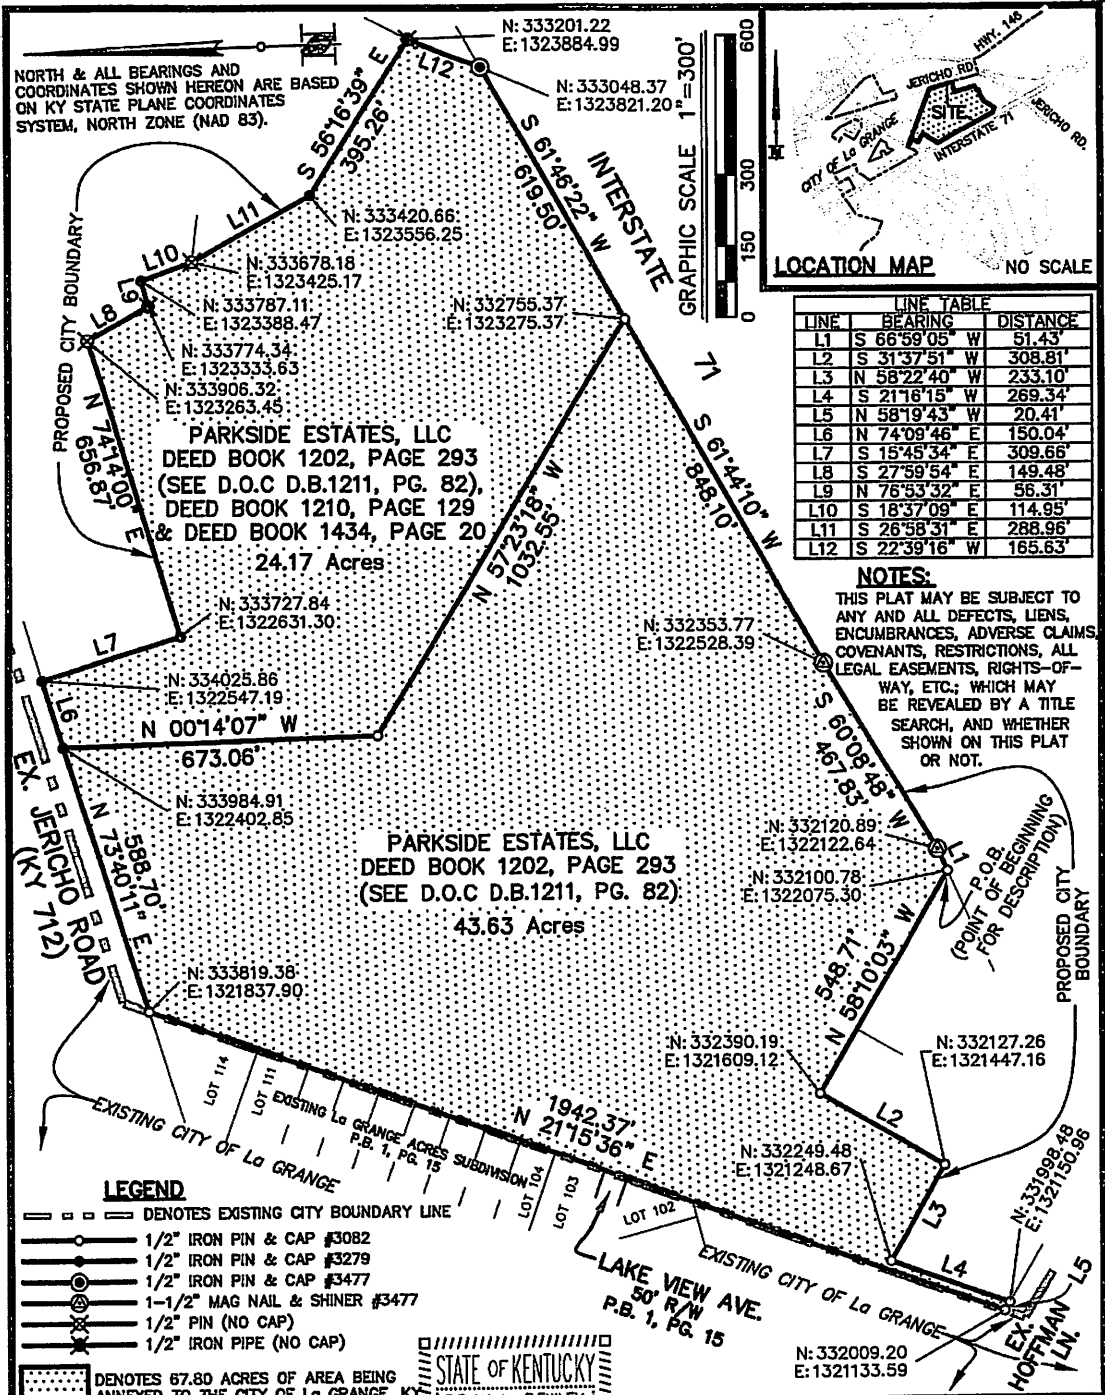 NORTH & ALL BEARINGS AND
COORDINATES SHOWN HEREON ARE BASED
ON KY STATE PLANE COORDINATES
SYSTEM, NORTH ZONE (NAD 83).
N: 333201.22
E: 1323884.99
N: 333048.37
E: 1323821.20
L12
S 56°16'39" E
395.26'
S 61°46'22" W
619.50'
INTERSTATE
71
GRAPHIC SCALE 1"=300'
600
300
150
0
HWY. 146
JERICHO RD.
SITE
JERICHO RD.
INTERSTATE 71
CITY OF La GRANGE
N
LOCATION MAP
NO SCALE
PROPOSED CITY BOUNDARY
L11
L10
L9
L8
N: 333420.66
E: 1323556.25
N: 333678.18
E: 1323425.17
N: 333787.11
E: 1323388.47
N: 333774.34
E: 1323333.63
N: 333906.32
E: 1323263.45
N: 332755.37
E: 1323275.37
LINE TABLE
LINE BEARING DISTANCE
L1 S 66°59'05" W 51.43'
L2 S 31°37'51" W 308.81'
L3 N 58°22'40" W 233.10'
L4 S 21°16'15" W 269.34'
L5 N 58°19'43" W 20.41'
L6 N 74°09'46" E 150.04'
L7 S 15°45'34" E 309.66'
L8 S 27°59'54" E 149.48'
L9 N 76°53'32" E 56.31'
L10 S 18°37'09" E 114.95'
L11 S 26°58'31" E 288.96'
L12 S 22°39'16" W 165.63'
N 74°14'00" E
656.87'
PARKSIDE ESTATES, LLC
DEED BOOK 1202, PAGE 293
(SEE D.O.C D.B.1211, PG. 82),
DEED BOOK 1210, PAGE 129
& DEED BOOK 1434, PAGE 20
24.17 Acres
N 57°23'18" W
1032.55'
S 61°44'10" W
848.10'
NOTES:
THIS PLAT MAY BE SUBJECT TO
ANY AND ALL DEFECTS, LIENS,
ENCUMBRANCES, ADVERSE CLAIMS,
COVENANTS, RESTRICTIONS, ALL
LEGAL EASEMENTS, RIGHTS-OF-
WAY, ETC.; WHICH MAY
BE REVEALED BY A TITLE
SEARCH, AND WHETHER
SHOWN ON THIS PLAT
OR NOT.
N: 333727.84
E: 1322631.30
N: 332353.77
E: 1322528.39
L7
L6
N: 334025.86
E: 1322547.19
N 00°14'07" W
673.06'
S 60°08'48" W
467.83'
N: 333984.91
E: 1322402.85
EX. JERICHO ROAD
(KY 712)
588.70'
N 73°40'11" E
PARKSIDE ESTATES, LLC
DEED BOOK 1202, PAGE 293
(SEE D.O.C D.B.1211, PG. 82)
43.63 Acres
N: 332120.89
E: 1322122.64
N: 332100.78
E: 1322075.30
L1
P.O.B.
(POINT OF BEGINNING
FOR DESCRIPTION)
PROPOSED CITY
BOUNDARY
548.71'
N 58°10'03" W
N: 333819.38
E: 1321837.90
N: 332390.19
E: 1321609.12
N: 332127.26
E: 1321447.16
L2
LOT 114
LOT 111
EXISTING La GRANGE ACRES SUBDIVISION
P.B. 1, PG. 15
LOT 104
LOT 103
LOT 102
1942.37'
N 21°15'36" E
N: 332249.48
E: 1321248.67
L3
L4
N: 331998.48
E: 1321150.96
L5
EXISTING CITY OF La GRANGE
LAKE VIEW AVE.
50' R/W
P.B. 1, PG. 15
EXISTING CITY OF La GRANGE
EX.
HOFFMAN
LN.
N: 332009.20
E: 1321133.59
LEGEND
DENOTES EXISTING CITY BOUNDARY LINE
1/2" IRON PIN & CAP #3082
1/2" IRON PIN & CAP #3279
1/2" IRON PIN & CAP #3477
1-1/2" MAG NAIL & SHINER #3477
1/2" PIN (NO CAP)
1/2" IRON PIPE (NO CAP)
DENOTES 67.80 ACRES OF AREA BEING
ANNEXED TO THE CITY OF La GRANGE, KY
STATE OF KENTUCKY